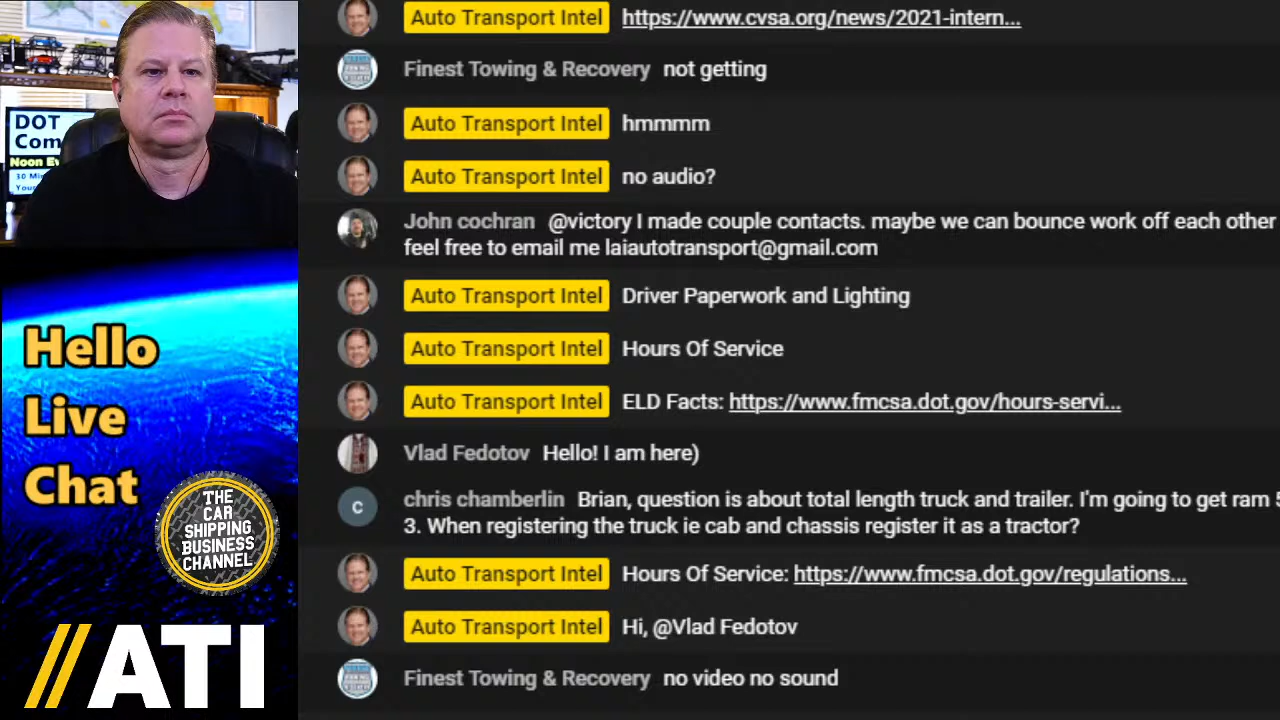 DOT
Com
Noon Ev
30 Min
Your
Hello
Live
Chat
THE
CAR
SHIPPING
BUSINESS
CHANNEL
//ATI
Auto Transport Intel https://www.cvsa.org/news/2021-intern...
Finest Towing & Recovery not getting
Auto Transport Intel hmmmm
Auto Transport Intel no audio?
John cochran @victory I made couple contacts. maybe we can bounce work off each other
feel free to email me laiautotransport@gmail.com
Auto Transport Intel Driver Paperwork and Lighting
Auto Transport Intel Hours Of Service
Auto Transport Intel ELD Facts: https://www.fmcsa.dot.gov/hours-servi...
Vlad Fedotov Hello! I am here)
c
chris chamberlin Brian, question is about total length truck and trailer. I'm going to get ram 5
3. When registering the truck ie cab and chassis register it as a tractor?
Auto Transport Intel Hours Of Service: https://www.fmcsa.dot.gov/regulations...
Auto Transport Intel Hi, @Vlad Fedotov
Finest Towing & Recovery no video no sound